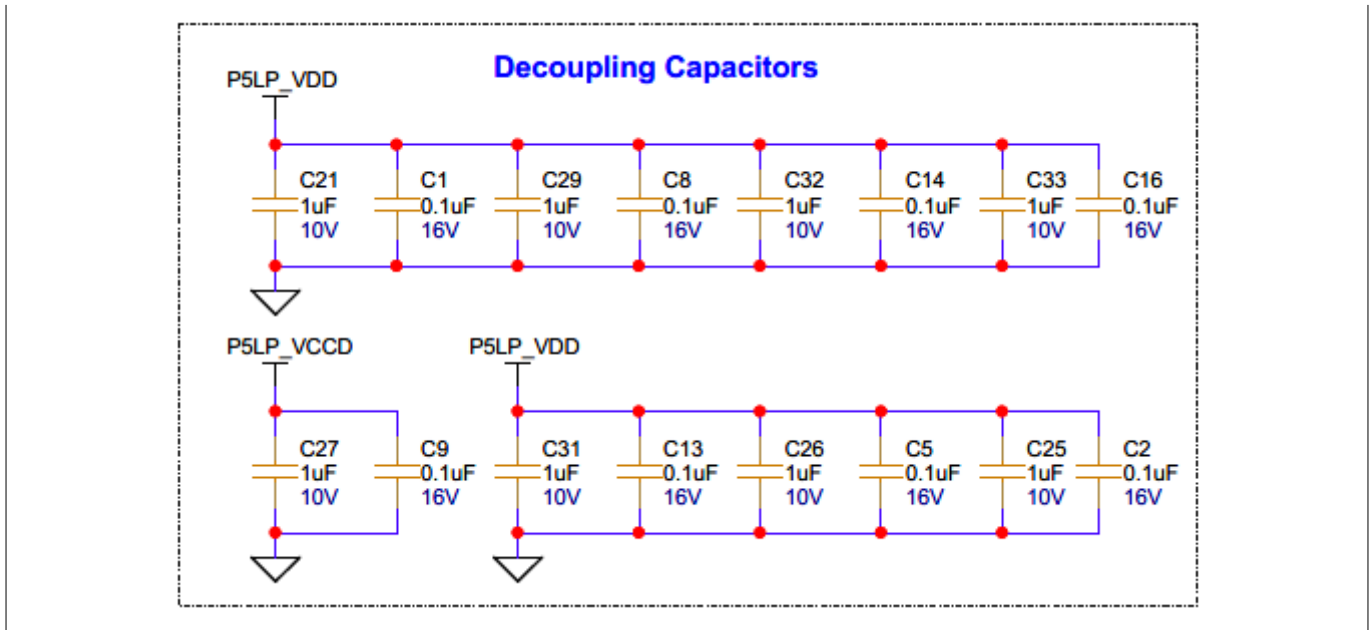 Decoupling Capacitors
P5LP_VDD
C21
1uF
10V
C1
0.1uF
16V
C29
1uF
10V
C8
0.1uF
16V
C32
1uF
10V
C14
0.1uF
16V
C33
1uF
10V
C16
0.1uF
16V
P5LP_VCCD
C27
1uF
10V
C9
0.1uF
16V
P5LP_VDD
C31
1uF
10V
C13
0.1uF
16V
C26
1uF
10V
C5
0.1uF
16V
C25
1uF
10V
C2
0.1uF
16V